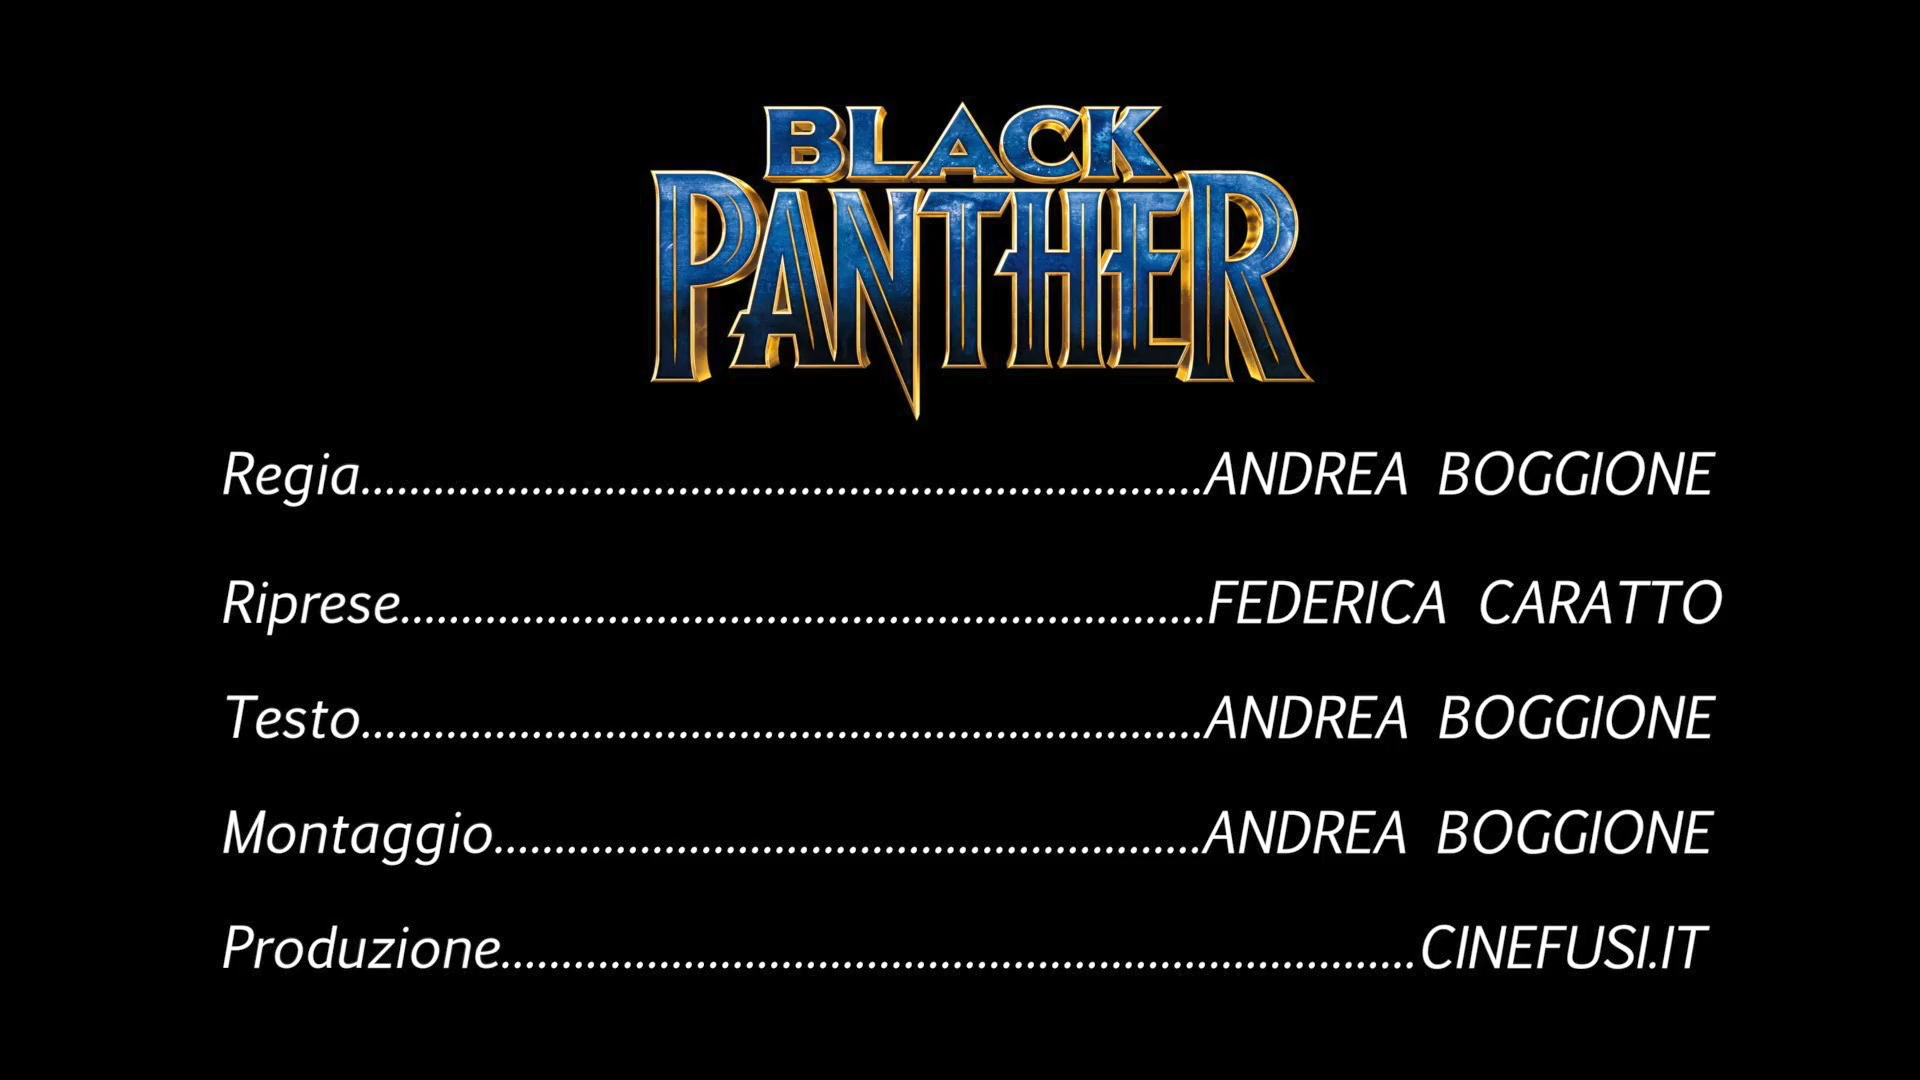 BLACK
PANTHER
Regia.....................................................................ANDREA BOGGIONE
Riprese..................................................................FEDERICA CARATTO
Testo.....................................................................ANDREA BOGGIONE
Montaggio..........................................................ANDREA BOGGIONE
Produzione...........................................................................CINEFUSI.IT